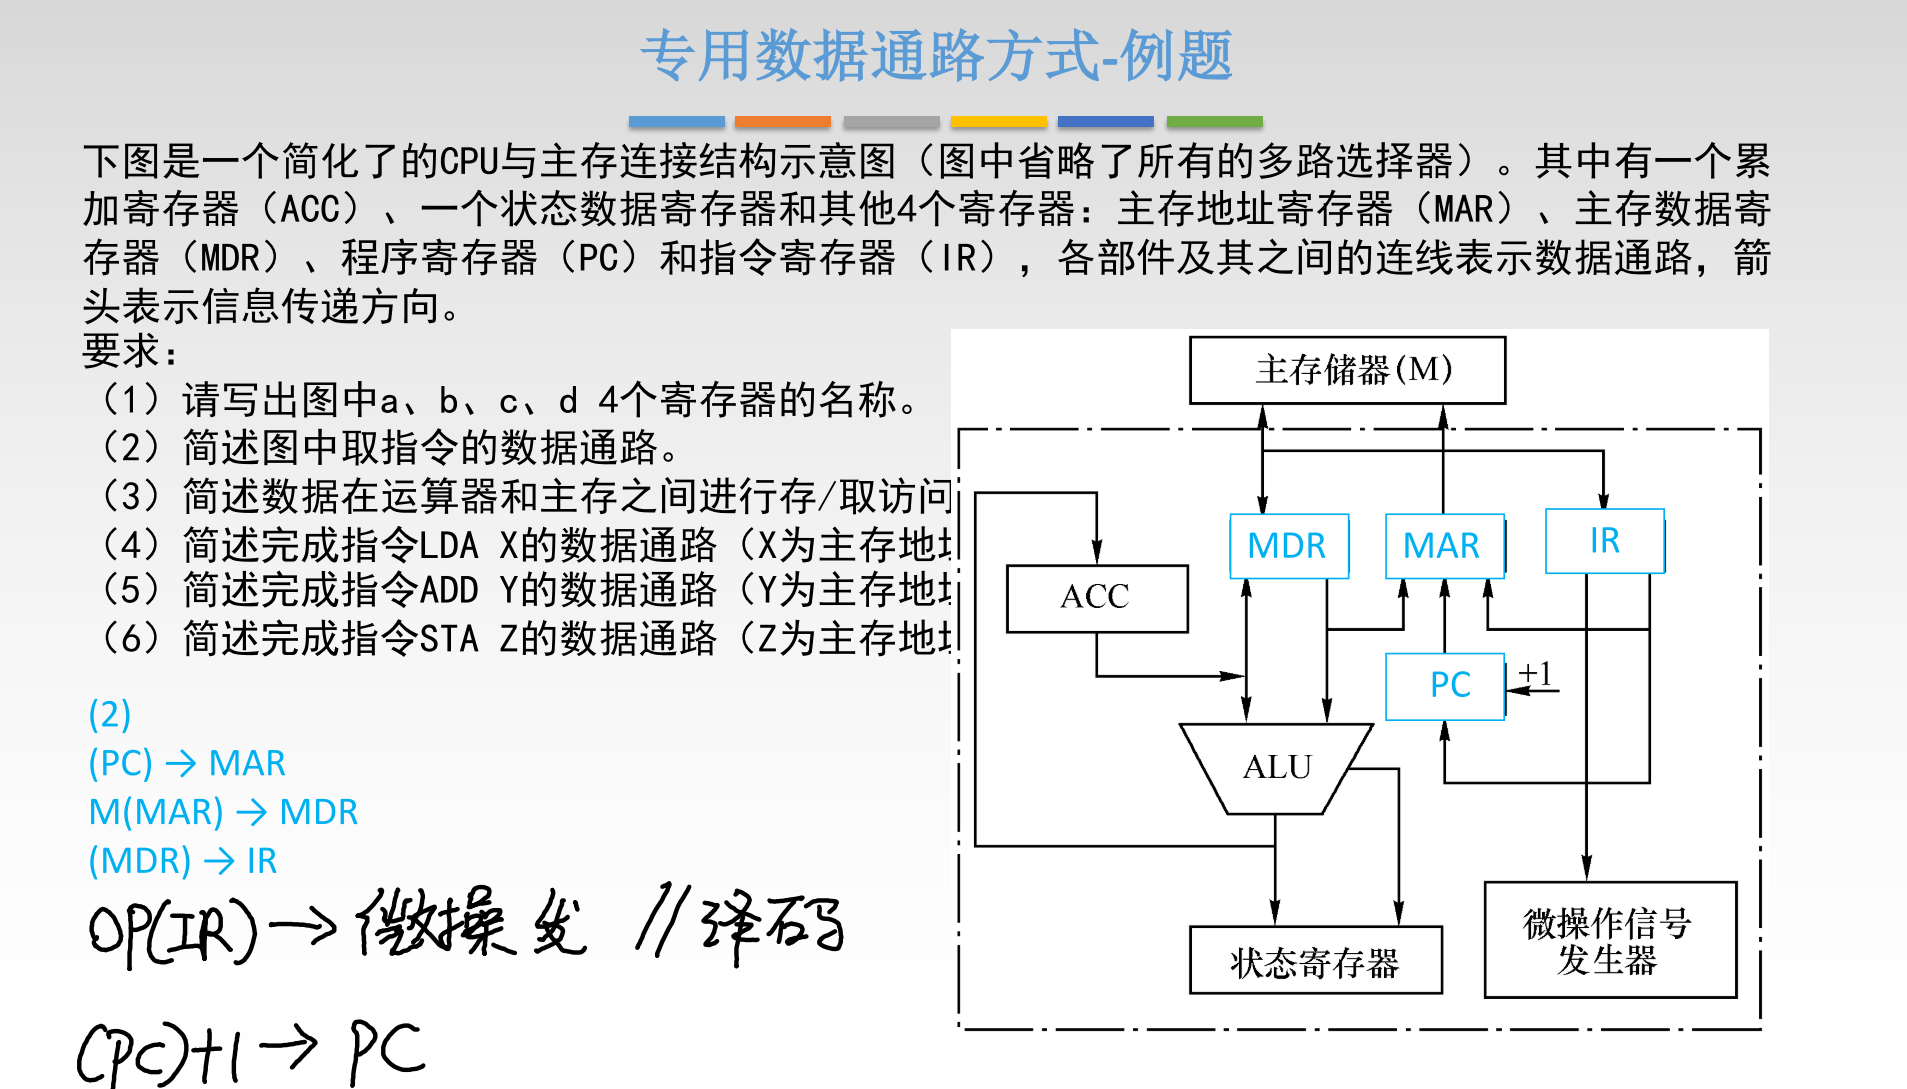 专用数据通路方式-例题
下图是一个简化了的CPU与主存连接结构示意图（图中省略了所有的多路选择器）。其中有一个累
加寄存器（ACC）、一个状态数据寄存器和其他4个寄存器：主存地址寄存器（MAR）、主存数据寄
存器（MDR）、程序寄存器（PC）和指令寄存器（IR），各部件及其之间的连线表示数据通路，箭
头表示信息传递方向。
要求：
（1）请写出图中a、b、c、d 4个寄存器的名称。
（2）简述图中取指令的数据通路。
（3）简述数据在运算器和主存之间进行存/取访问
（4）简述完成指令LDA X的数据通路（X为主存地
（5）简述完成指令ADD Y的数据通路（Y为主存地
（6）简述完成指令STA Z的数据通路（Z为主存地
(2)
(PC) → MAR
M(MAR) → MDR
(MDR) → IR
OP(IR) → 微操发 //译码
(PC)+1 → PC
主存储器(M)
MDR
MAR
IR
ACC
PC
+1
ALU
状态寄存器
微操作信号
发生器